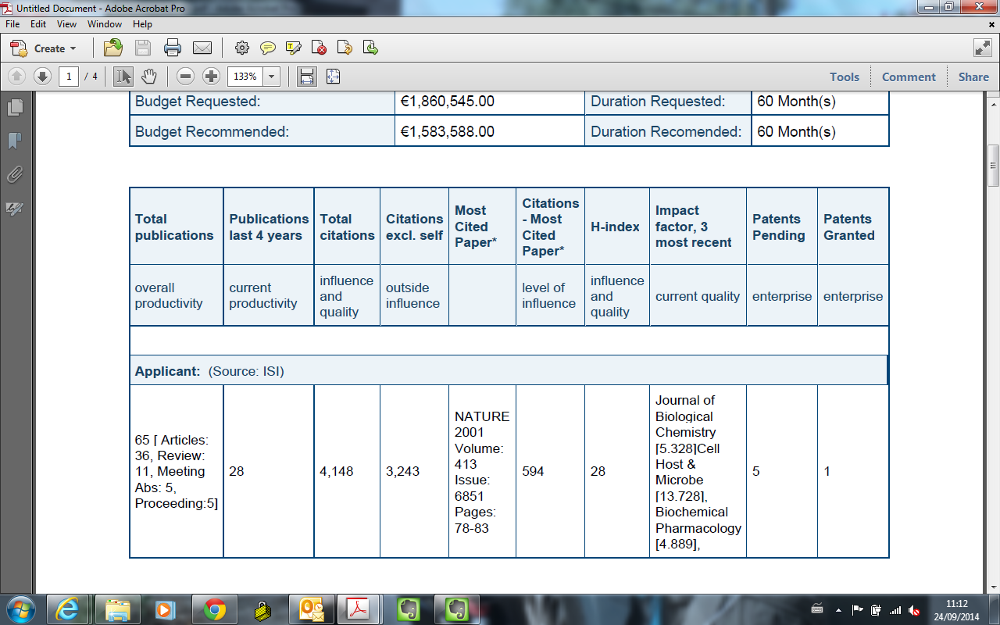 Untitled Document - Adobe Acrobat Pro
File Edit View Window Help
Create
1 / 4
133%
Tools Comment Share
Budget Requested: €1,860,545.00 Duration Requested: 60 Month(s)
Budget Recommended: €1,583,588.00 Duration Recomended: 60 Month(s)
Total
publications
Publications
last 4 years
Total
citations
Citations
excl. self
Most
Cited
Paper*
Citations
- Most
Cited
Paper*
H-index
Impact
factor, 3
most recent
Patents
Pending
Patents
Granted
overall
productivity
current
productivity
influence
and
quality
outside
influence
level of
influence
influence
and
quality
current quality
enterprise
enterprise
Applicant: (Source: ISI)
65 [ Articles:
36, Review:
11, Meeting
Abs: 5,
Proceeding:5]
28
4,148
3,243
NATURE
2001
Volume:
413
Issue:
6851
Pages:
78-83
594
28
Journal of
Biological
Chemistry
[5.328]Cell
Host &
Microbe
[13.728],
Biochemical
Pharmacology
[4.889],
5
1
11:12
24/09/2014